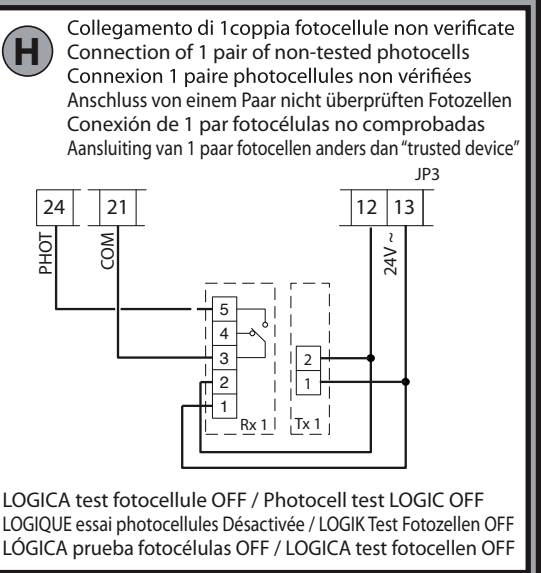 H
Collegamento di 1coppia fotocellule non verificate
Connection of 1 pair of non-tested photocells
Connexion 1 paire photocellules non vérifiées
Anschluss von einem Paar nicht überprüften Fotozellen
Conexión de 1 par fotocélulas no comprobadas
Aansluiting van 1 paar fotocellen anders dan “trusted device”
JP3
24 21 12 13
PHOT COM 24V ~
5
4
3
2
1
Rx 1
2
1
Tx 1
LOGICA test fotocellule OFF / Photocell test LOGIC OFF
LOGIQUE essai photocellules Désactivée / LOGIK Test Fotozellen OFF
LÓGICA prueba fotocélulas OFF / LOGICA test fotocellen OFF